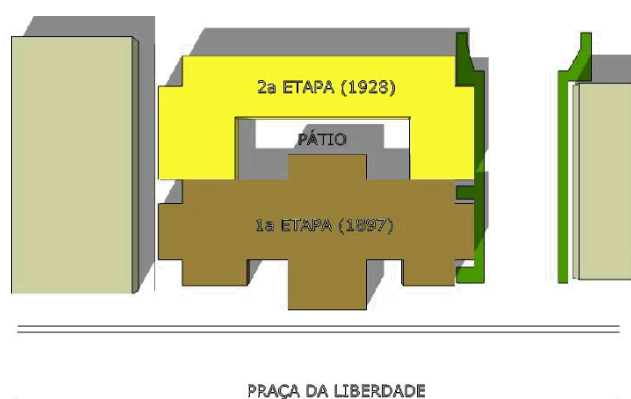 2a ETAPA (1928)
PÁTIO
1a ETAPA (1897)
PRAÇA DA LIBERDADE